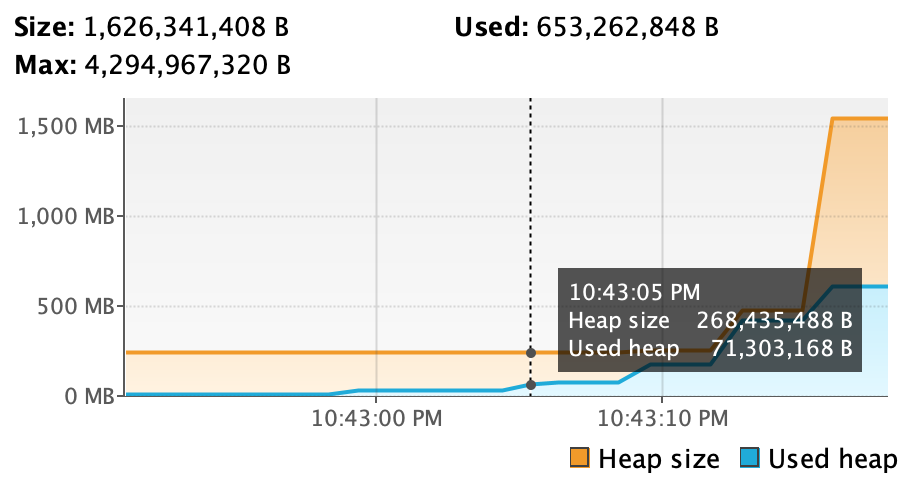 Size: 1,626,341,408 B
Used: 653,262,848 B
Max: 4,294,967,320 B
1,500 MB
1,000 MB
500 MB
0 MB
10:43:05 PM
Heap size 268,435,488 B
Used heap 71,303,168 B
10:43:00 PM
10:43:10 PM
Heap size
Used heap